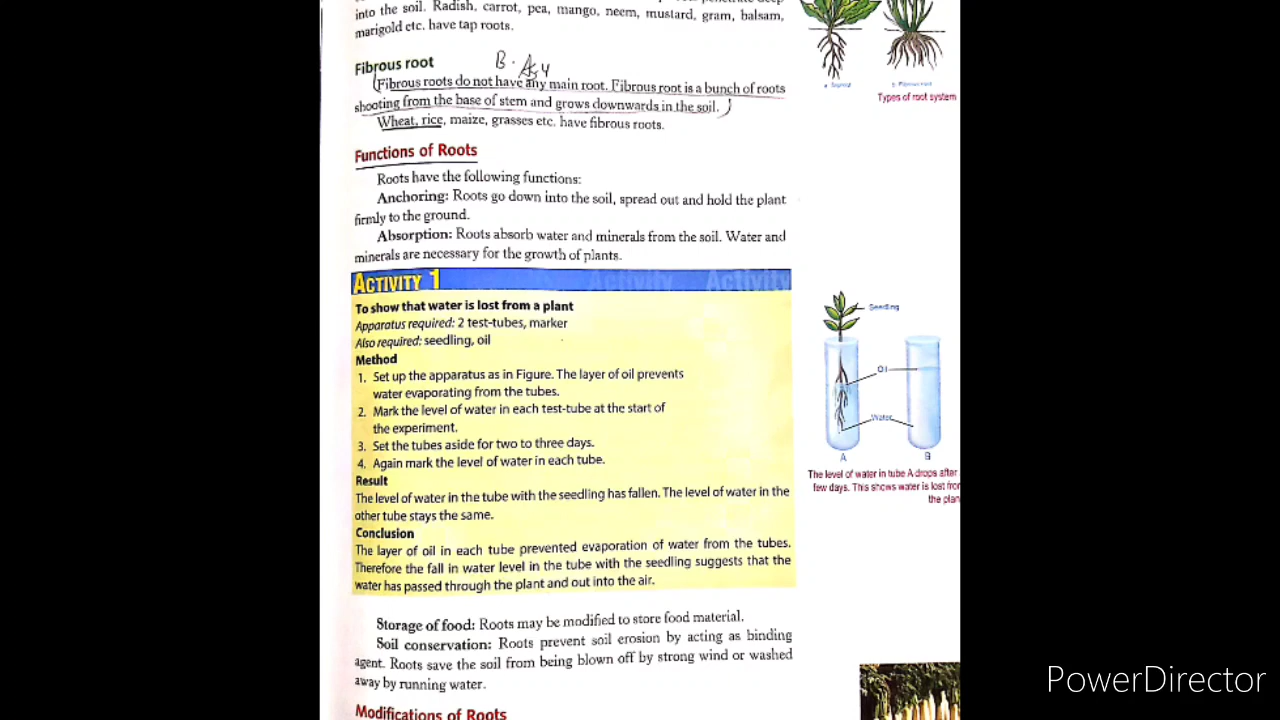 into the soil. Radish, carrot, pea, mango, neem, mustard, gram, balsam,
marigold etc. have tap roots.
Fibrous root
Fibrous roots do not have any main root. Fibrous root is a bunch of roots
shooting from the base of stem and grows downwards in the soil.
Wheat, rice, maize, grasses etc. have fibrous roots.
Functions of Roots
Roots have the following functions:
Anchoring: Roots go down into the soil, spread out and hold the plant
firmly to the ground.
Absorption: Roots absorb water and minerals from the soil. Water and
minerals are necessary for the growth of plants.
ACTIVITY 1
Activity Activity
To show that water is lost from a plant
Apparatus required: 2 test-tubes, marker
Also required: seedling, oil
Method
1. Set up the apparatus as in Figure. The layer of oil prevents
water evaporating from the tubes.
2. Mark the level of water in each test-tube at the start of
the experiment.
3. Set the tubes aside for two to three days.
4. Again mark the level of water in each tube.
Result
The level of water in the tube with the seedling has fallen. The level of water in the
other tube stays the same.
Conclusion
The layer of oil in each tube prevented evaporation of water from the tubes.
Therefore the fall in water level in the tube with the seedling suggests that the
water has passed through the plant and out into the air.
Storage of food: Roots may be modified to store food material.
Soil conservation: Roots prevent soil erosion by acting as binding
agent. Roots save the soil from being blown off by strong wind or washed
away by running water.
Modifications of Roots
Types of root system
Seedling
Oil
Water
A
B
The level of water in tube A drops after
few days. This shows water is lost from
the plan
PowerDirector